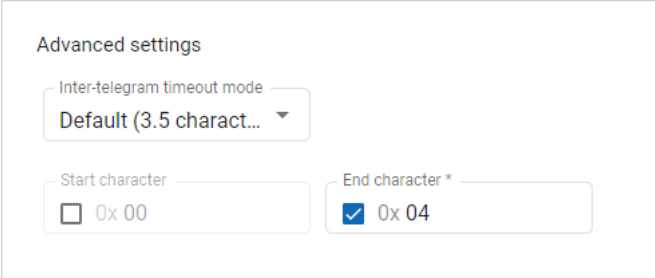 Advanced settings
Inter-telegram timeout mode
Default (3.5 charact...
Start character End character *
0x 00 0x 04